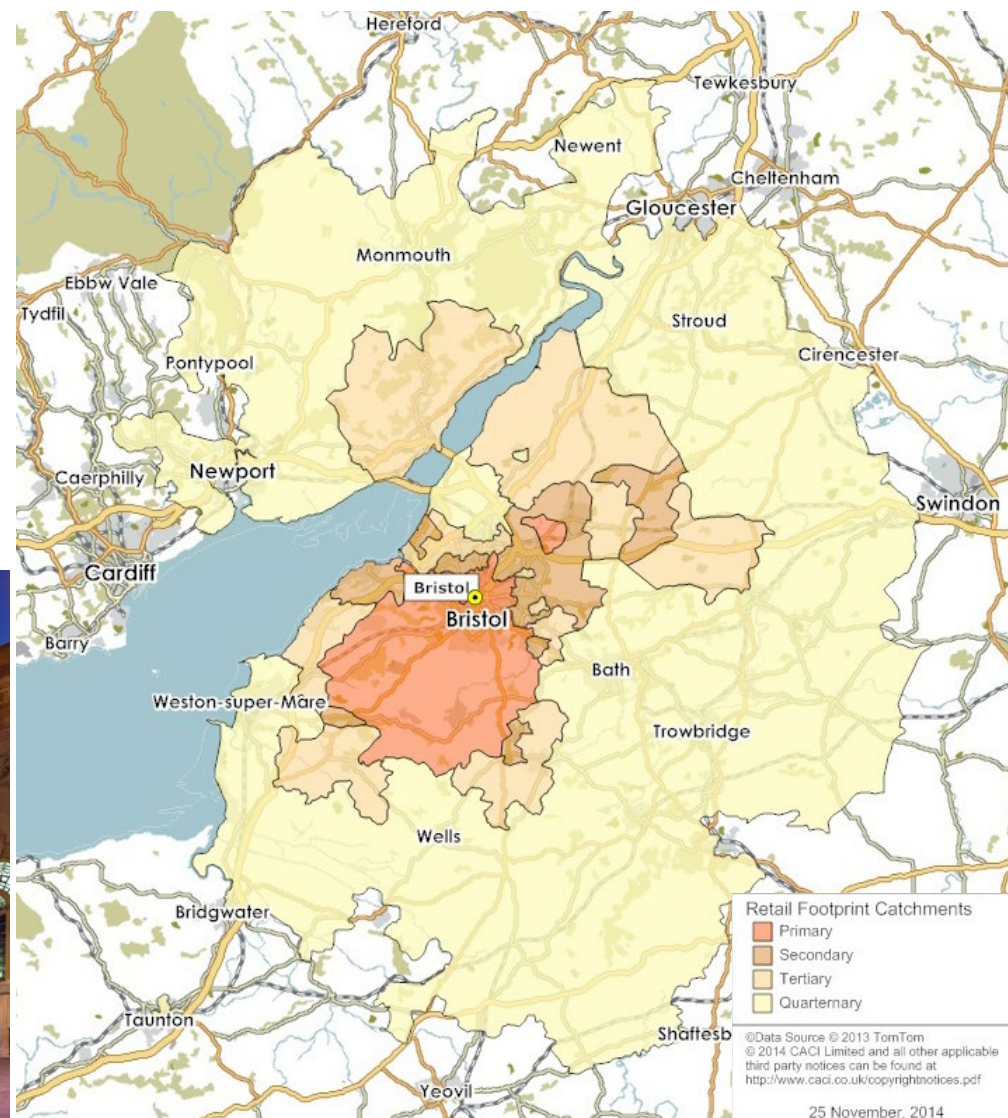 Hereford
Tewkesbury
Newent
Cheltenham
Gloucester
Monmouth
Ebbw Vale
Tydfil
Stroud
Cirencester
Pontypool
Newport
Caerphilly
Swindon
Cardiff
Bristol
Bristol
Barry
Bath
Weston-super-Mare
Trowbridge
Wells
Bridgwater
Taunton
Shaftesb
Yeovil
Retail Footprint Catchments
Primary
Secondary
Tertiary
Quarternary
©Data Source © 2013 TomTom
© 2014 CACI Limited and all other applicable
third party notices can be found at
http://www.caci.co.uk/copyrightnotices.pdf
25 November, 2014